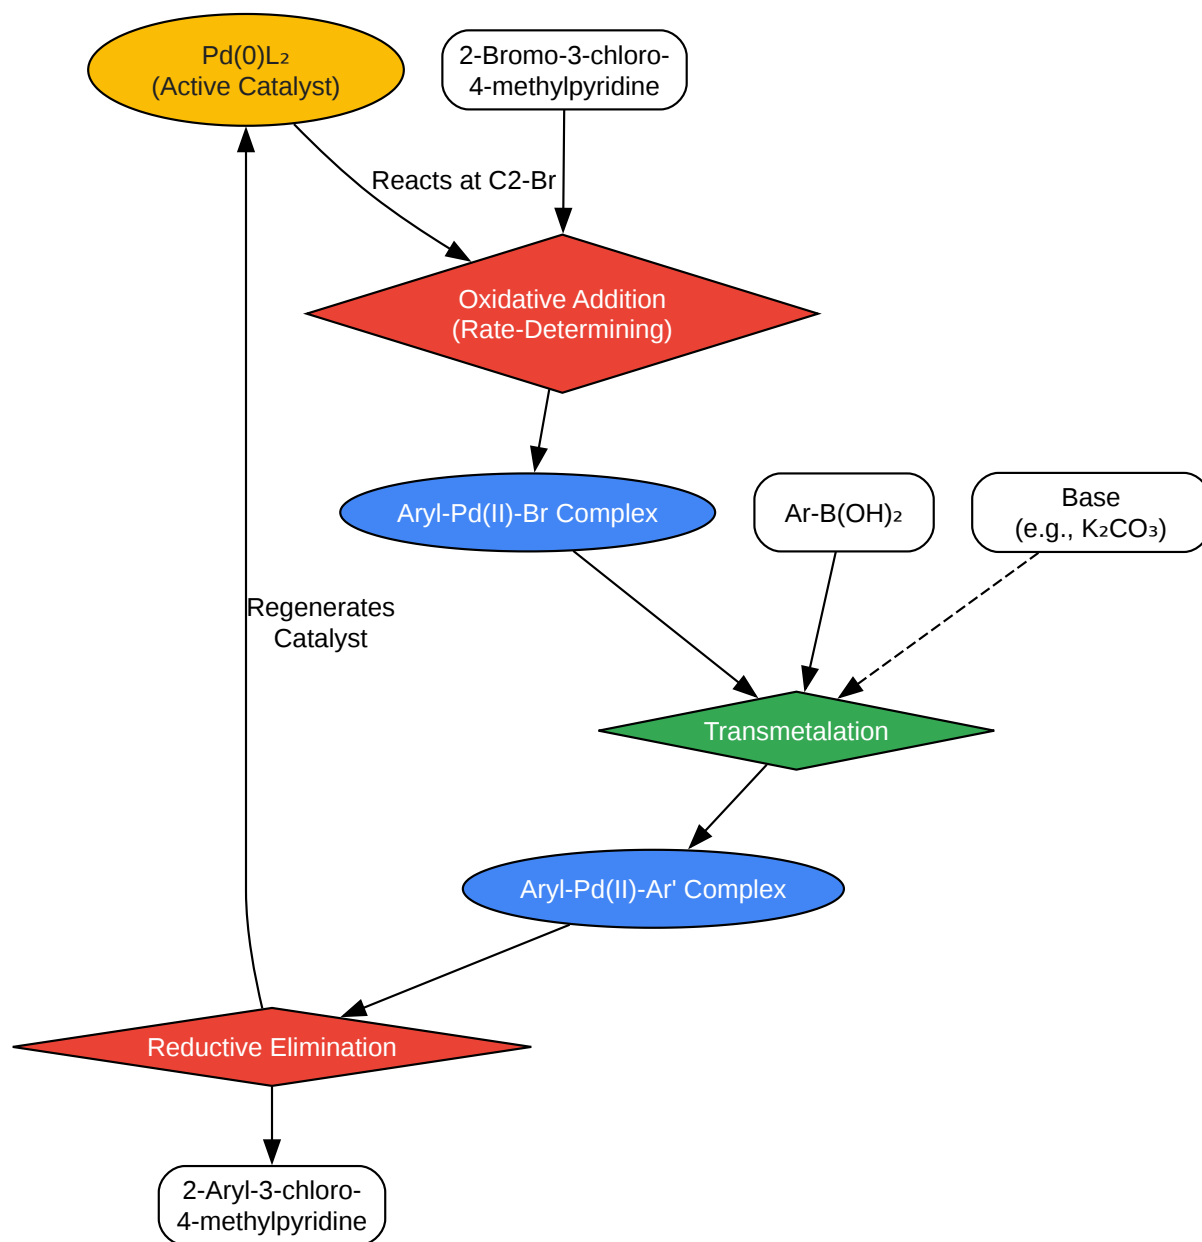 Pd(0)L₂
(Active Catalyst)
2-Bromo-3-chloro-
4-methylpyridine
Reacts at C2-Br
Oxidative Addition
(Rate-Determining)
Aryl-Pd(II)-Br Complex
Ar-B(OH)₂
Base
(e.g., K₂CO₃)
Regenerates
Catalyst
Transmetalation
Aryl-Pd(II)-Ar' Complex
Reductive Elimination
2-Aryl-3-chloro-
4-methylpyridine